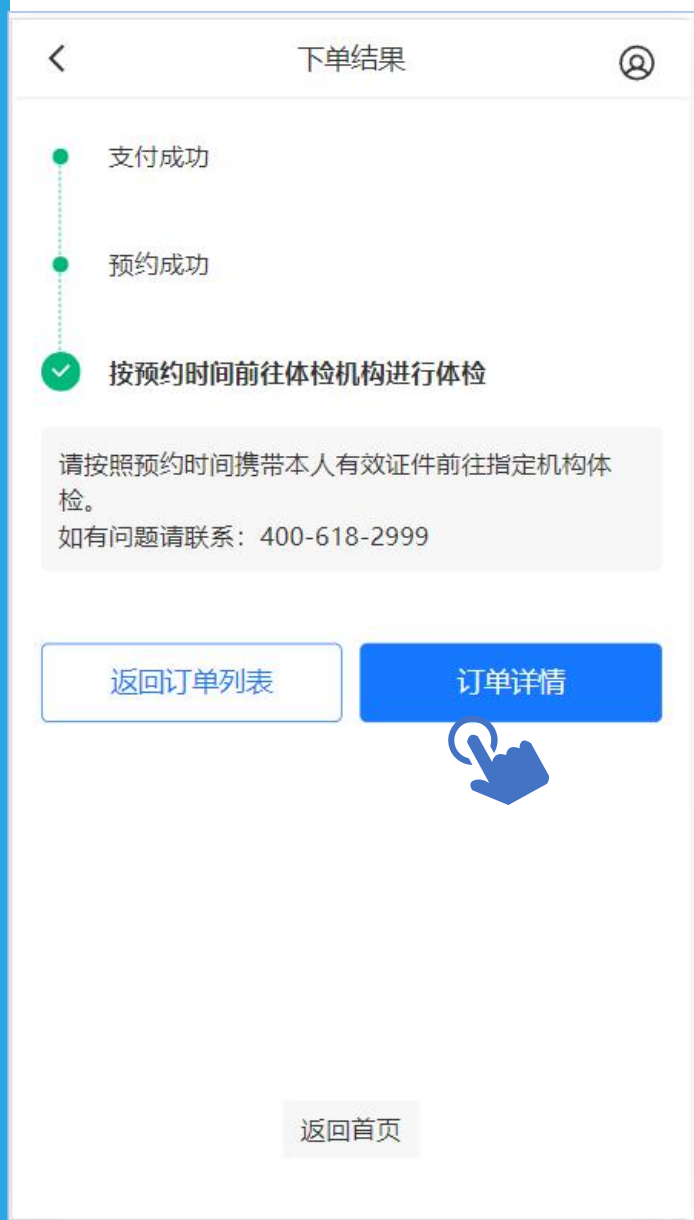 下单结果
支付成功
预约成功
按预约时间前往体检机构进行体检
请按照预约时间携带本人有效证件前往指定机构体
检。
如有问题请联系：400-618-2999
返回订单列表
订单详情
返回首页